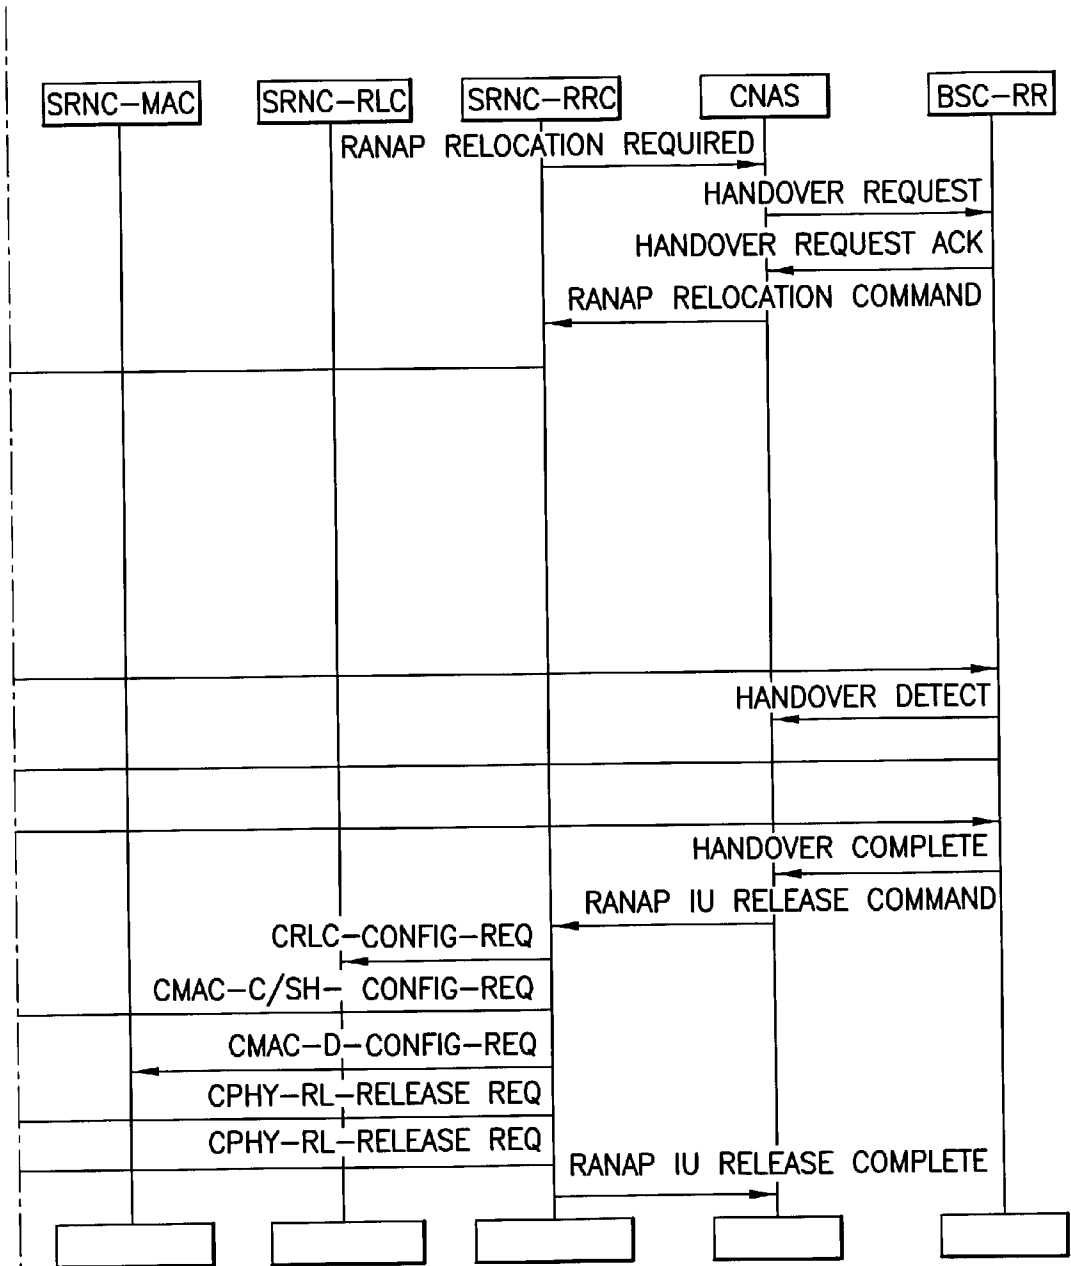 SRNC-MAC SRNC-RLC SRNC-RRC CNAS BSC-RR
RANAP RELOCATION REQUIRED
HANDOVER REQUEST
HANDOVER REQUEST ACK
RANAP RELOCATION COMMAND
HANDOVER DETECT
HANDOVER COMPLETE
RANAP IU RELEASE COMMAND
CRLC-CONFIG-REQ
CMAC-C/SH- CONFIG-REQ
CMAC-D-CONFIG-REQ
CPHY-RL-RELEASE REQ
CPHY-RL-RELEASE REQ
RANAP IU RELEASE COMPLETE